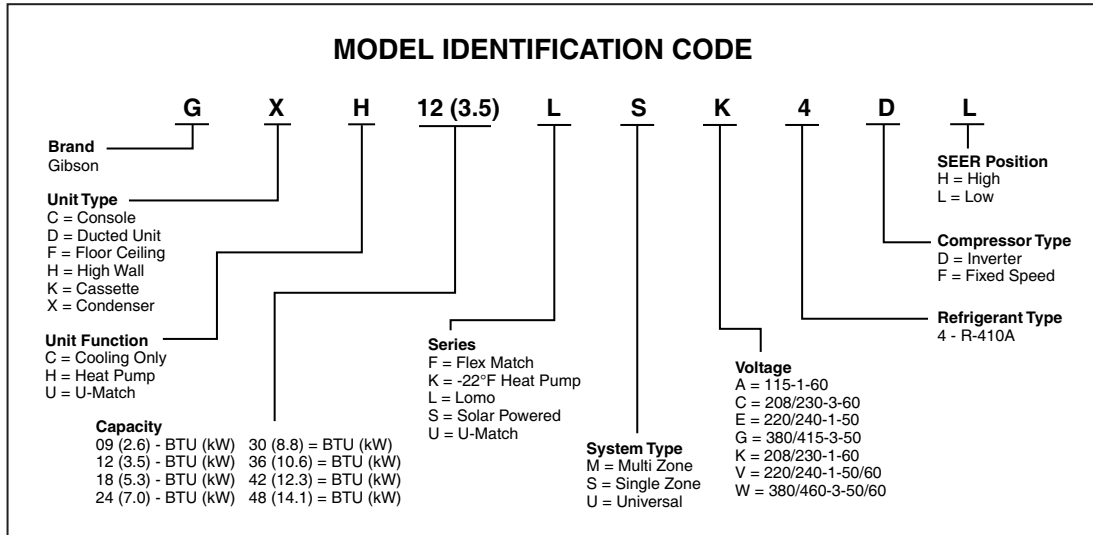 MODEL IDENTIFICATION CODE
G X H 12 (3.5) L S K 4 D L
Brand
Gibson
Unit Type
C = Console
D = Ducted Unit
F = Floor Ceiling
H = High Wall
K = Cassette
X = Condenser
Unit Function
C = Cooling Only
H = Heat Pump
U = U-Match
Capacity
09 (2.6) - BTU (kW) 30 (8.8) = BTU (kW)
12 (3.5) - BTU (kW) 36 (10.6) = BTU (kW)
18 (5.3) - BTU (kW) 42 (12.3) = BTU (kW)
24 (7.0) - BTU (kW) 48 (14.1) = BTU (kW)
Series
F = Flex Match
K = -22°F Heat Pump
L = Lomo
S = Solar Powered
U = U-Match
System Type
M = Multi Zone
S = Single Zone
U = Universal
Voltage
A = 115-1-60
C = 208/230-3-60
E = 220/240-1-50
G = 380/415-3-50
K = 208/230-1-60
V = 220/240-1-50/60
W = 380/460-3-50/60
Refrigerant Type
4 - R-410A
Compressor Type
D = Inverter
F = Fixed Speed
SEER Position
H = High
L = Low